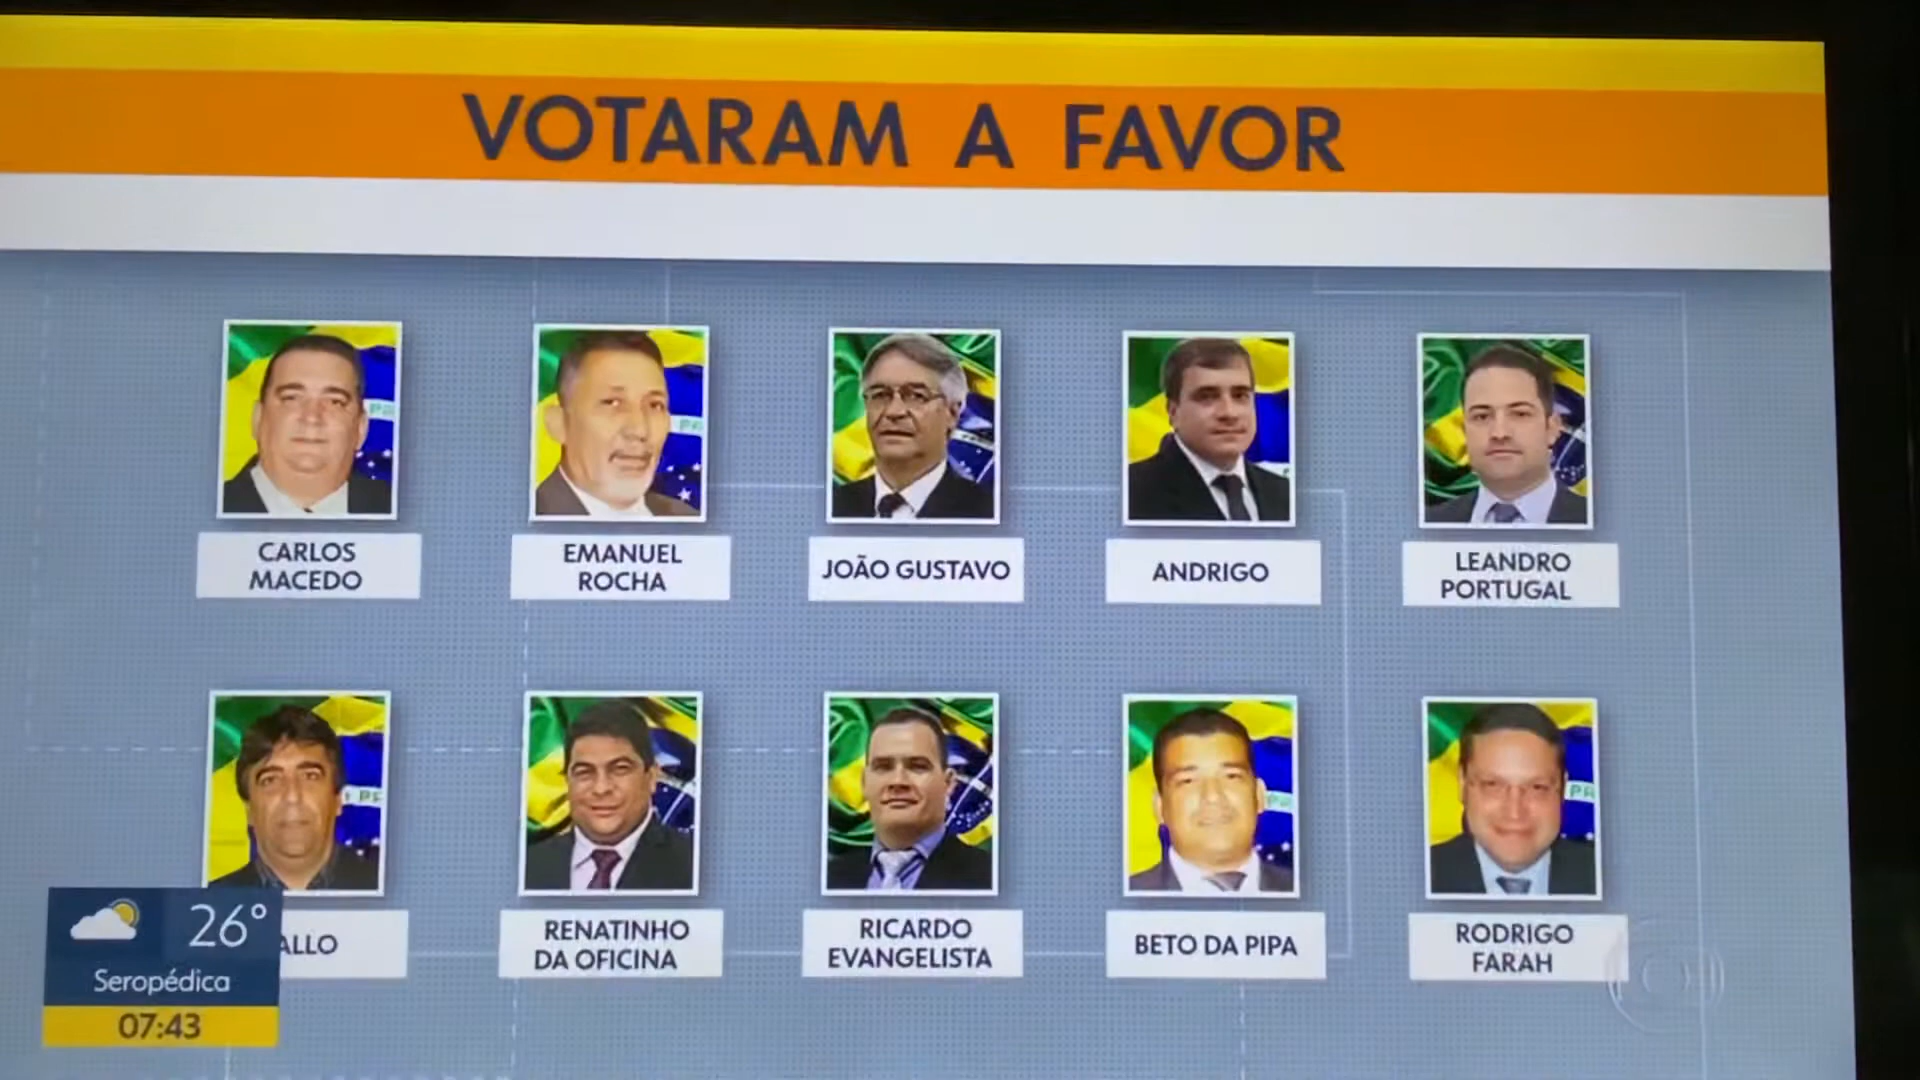 VOTARAM A FAVOR
CARLOS
MACEDO
EMANUEL
ROCHA
JOÃO GUSTAVO
ANDRIGO
LEANDRO
PORTUGAL
ALLO
RENATINHO
DA OFICINA
RICARDO
EVANGELISTA
BETO DA PIPA
RODRIGO
FARAH
26°
Seropédica
07:43